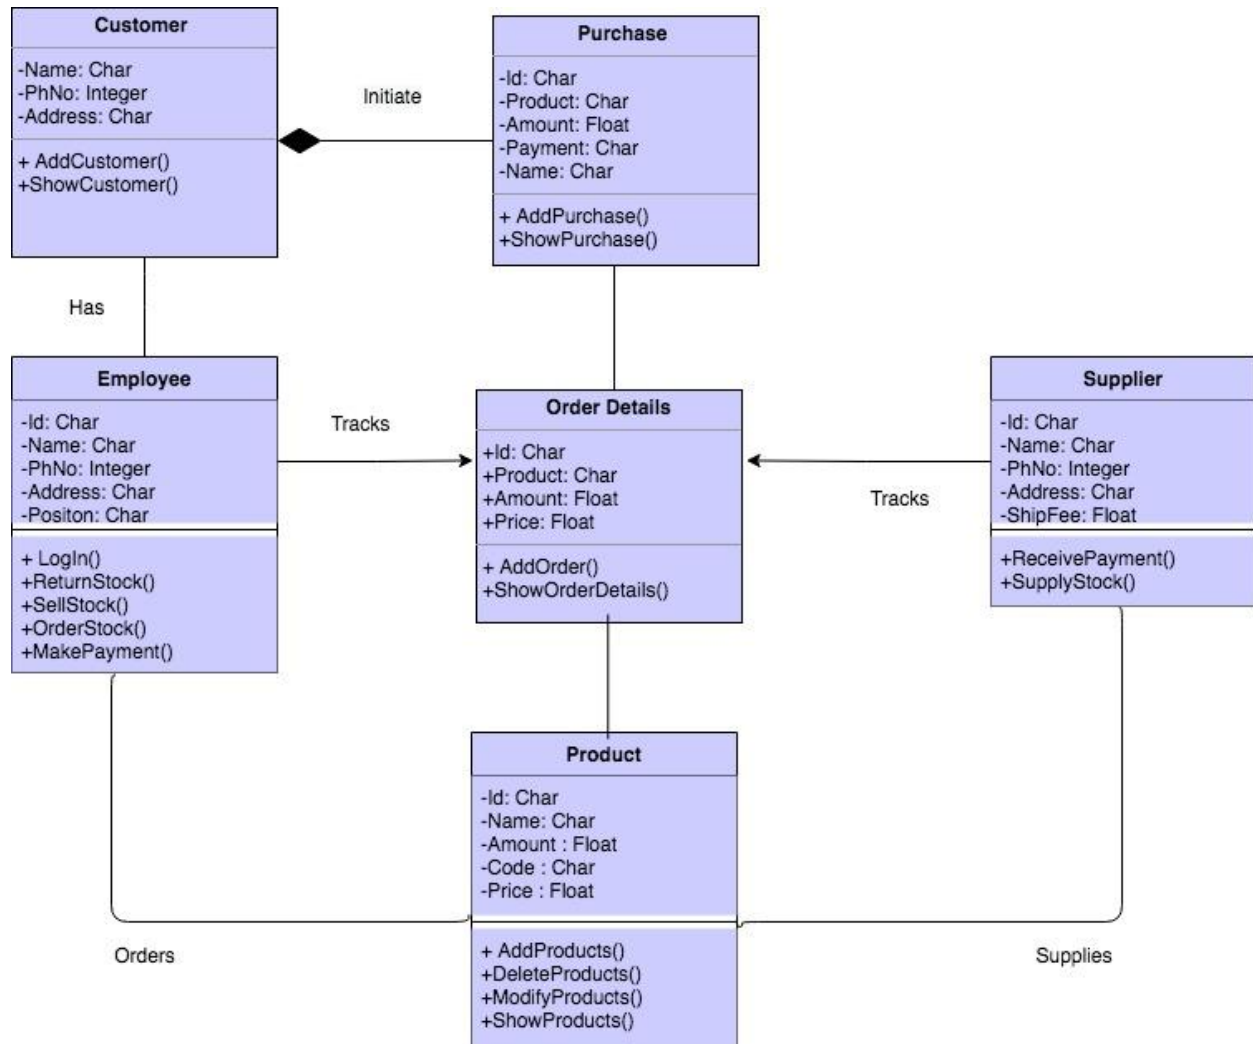 Customer
-Name: Char
-PhNo: Integer
-Address: Char
+ AddCustomer()
+ShowCustomer()
Initiate
Purchase
-Id: Char
-Product: Char
-Amount: Float
-Payment: Char
-Name: Char
+ AddPurchase()
+ShowPurchase()
Has
Employee
-Id: Char
-Name: Char
-PhNo: Integer
-Address: Char
-Positon: Char
+ LogIn()
+ReturnStock()
+SellStock()
+OrderStock()
+MakePayment()
Tracks
Order Details
+Id: Char
+Product: Char
+Amount: Float
+Price: Float
+ AddOrder()
+ShowOrderDetails()
Tracks
Supplier
-Id: Char
-Name: Char
-PhNo: Integer
-Address: Char
-ShipFee: Float
+ReceivePayment()
+SupplyStock()
Product
-Id: Char
-Name: Char
-Amount : Float
-Code : Char
-Price : Float
+ AddProducts()
+DeleteProducts()
+ModifyProducts()
+ShowProducts()
Orders
Supplies